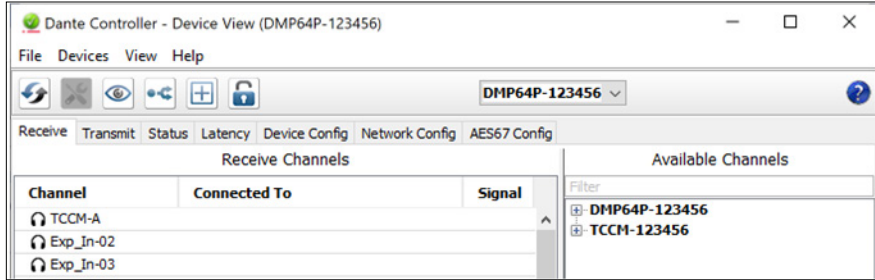 Dante Controller - Device View (DMP64P-123456)
File Devices View Help
DMP64P-123456
Receive Transmit Status Latency Device Config Network Config AES67 Config
Receive Channels
Available Channels
Channel Connected To Signal
Filter
TCCM-A
DMP64P-123456
Exp_In-02
TCCM-123456
Exp_In-03